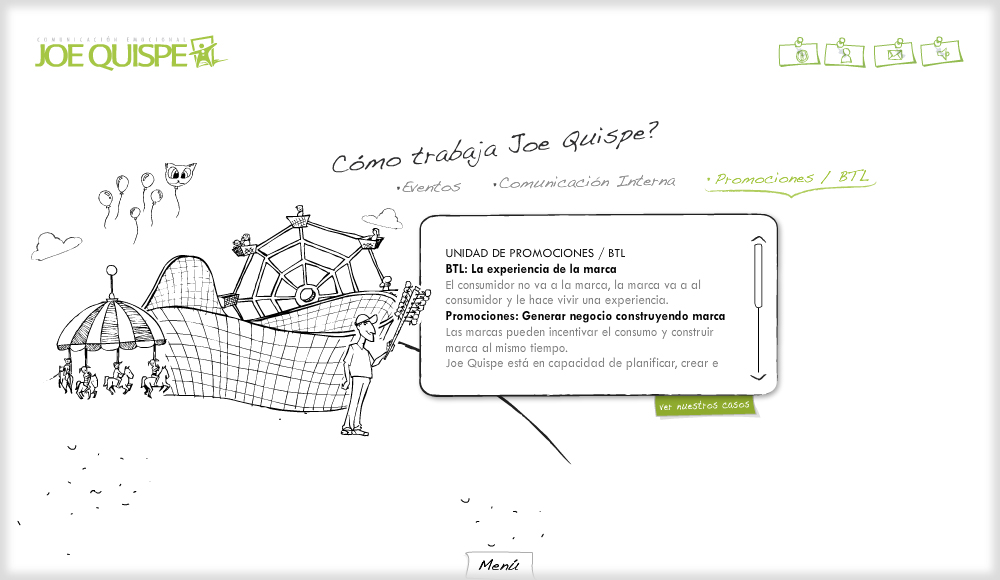 COMUNICACIÓN EMOCIONAL
JOE QUISPE
Cómo trabaja Joe Quispe?
•Eventos
•Comunicación Interna
•Promociones / BTL
UNIDAD DE PROMOCIONES / BTL
BTL: La experiencia de la marca
El consumidor no va a la marca, la marca va a al
consumidor y le hace vivir una experiencia.
Promociones: Generar negocio construyendo marca
Las marcas pueden incentivar el consumo y construir
marca al mismo tiempo.
Joe Quispe está en capacidad de planificar, crear e
ver nuestros casos
Menú